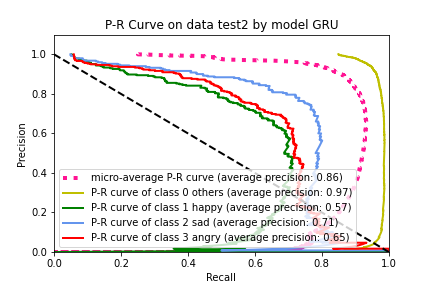 P-R Curve on data test2 by model GRU
Precision
1.0
0.8
0.6
0.4
0.2
0.0
micro-average P-R curve (average precision: 0.86)
P-R curve of class 0 others (average precision: 0.97)
P-R curve of class 1 happy (average precision: 0.57)
P-R curve of class 2 sad (average precision: 0.71)
P-R curve of class 3 angry (average precision: 0.65)
0.0 0.2 0.4 0.6 0.8 1.0
Recall